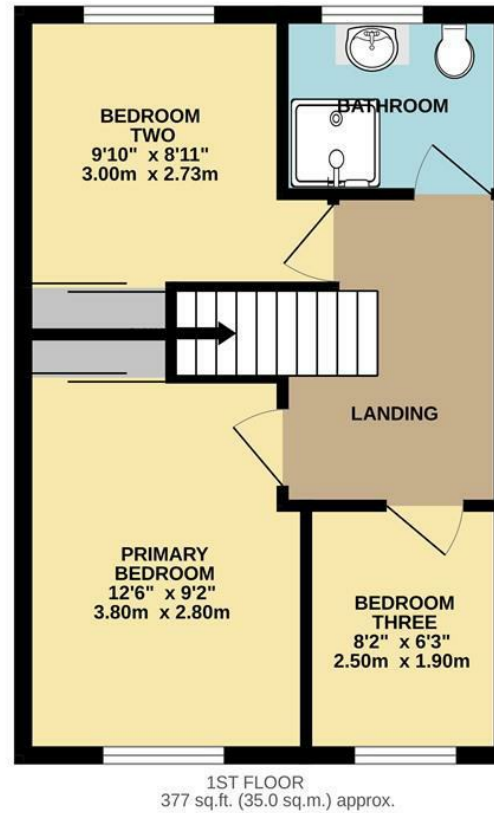 BEDROOM
TWO
9'10" x 8'11"
3.00m x 2.73m
BATHROOM
LANDING
PRIMARY
BEDROOM
12'6" x 9'2"
3.80m x 2.80m
BEDROOM
THREE
8'2" x 6'3"
2.50m x 1.90m
1ST FLOOR
377 sq.ft. (35.0 sq.m.) approx.